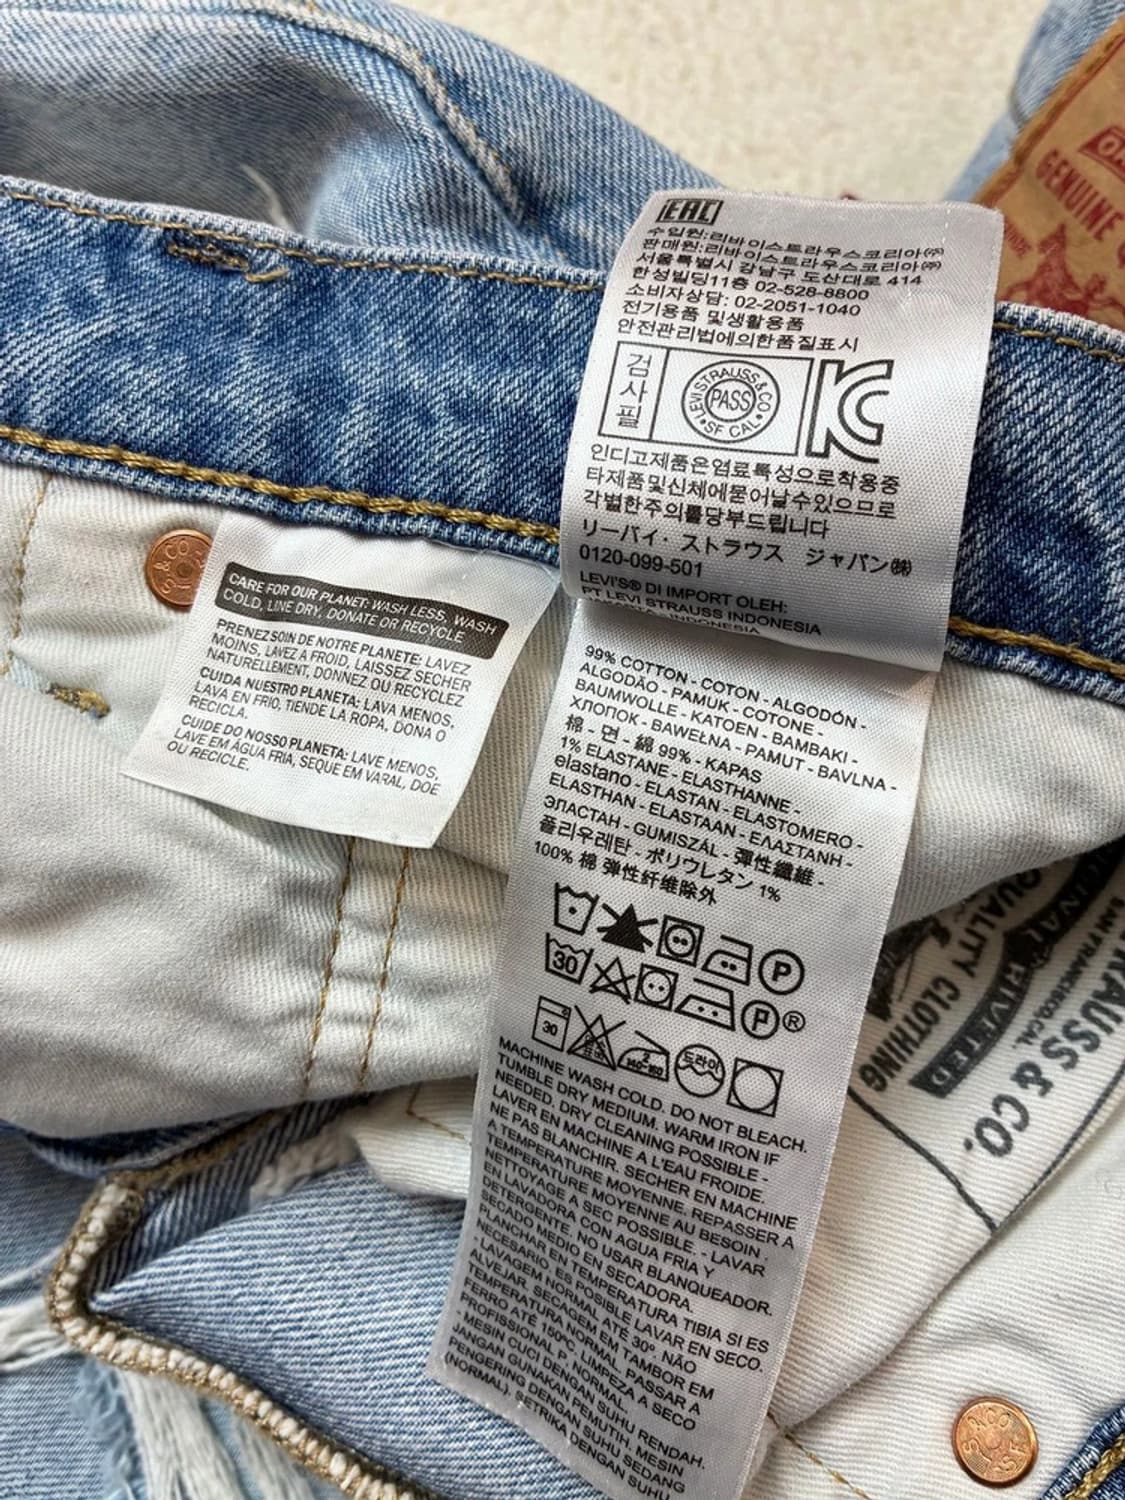 EAC
수입원:리바이스트라우스코리아㈜
판매원:리바이스트라우스코리아㈜
서울특별시 강남구 도산대로 414
한성빌딩11층 02-528-8800
소비자상담: 02-2051-1040
전기용품 및생활용품
안전관리법에의한품질표시
검사필
LEVI STRAUSS & CO.
PASS
SF CAL
KC
인디고제품은염료특성으로착용중
타제품및신체에묻어날수있으므로
각별한주의를당부드립니다
リーバイ・ストラウス ジャパン㈱
0120-099-501
LEVI'S® DI IMPORT OLEH:
PT LEVI STRAUSS INDONESIA
INDONESIA
CARE FOR OUR PLANET: WASH LESS, WASH
COLD, LINE DRY, DONATE OR RECYCLE
PRENEZ SOIN DE NOTRE PLANETE: LAVEZ
MOINS, LAVEZ A FROID, LAISSEZ SECHER
NATURELLEMENT, DONNEZ OU RECYCLEZ
CUIDA NUESTRO PLANETA: LAVA MENOS,
LAVA EN FRIO, TIENDE LA ROPA, DONA O
RECICLA.
CUIDE DO NOSSO PLANETA: LAVE MENOS,
LAVE EM ÁGUA FRIA, SEQUE EM VARAL, DOE
OU RECICLE.
99% COTTON - COTON - ALGODÓN -
ALGODÃO - PAMUK - COTONE -
BAUMWOLLE - KATOEN - BAMBAKI -
ХЛОПОК - BAWEŁNA - PAMUT - BAVLNA -
棉 - 면 - 綿 99% - KAPAS
1% ELASTANE - ELASTHANNE -
elastano - ELASTAN - ELASTOMERO -
ELASTHAN - ELASTAAN - ΕΛΑΣΤΑΝΗ -
ЭЛАСТАН - GUMISZÁL - 彈性纖維 -
폴리우레탄 - ポリウレタン 1%
100% 棉 弹性纤维除外
P
30
P®
30
2
140-160
드라이
MACHINE WASH COLD. DO NOT BLEACH.
TUMBLE DRY MEDIUM. WARM IRON IF
NEEDED. DRY CLEANING POSSIBLE -
LAVER EN MACHINE A L'EAU FROIDE.
NE PAS BLANCHIR. SECHER EN MACHINE
A TEMPERATURE MOYENNE. REPASSER A
TEMPERATURE MOYENNE AU BESOIN .
NETTOYAGE A SEC POSSIBLE. - LAVAR
EN LAVADORA CON AGUA FRIA Y
DETERGENTE. NO USAR BLANQUEADOR.
SECADO MEDIO EN SECADORA.
PLANCHAR EN TEMPERATURA TIBIA SI ES
NECESARIO, ES POSIBLE LAVAR EN SECO.
- LAVAGEM NORMAL ATÉ 30º. NÃO
ALVEJAR. SECAGEM EM TAMBOR EM
TEMPERATURA NORMAL. PASSAR A
FERRO ATÉ 150ºC. LIMPEZA A SECO
PROFISSIONAL P. NORMAL.
- MESIN CUCI DENGAN SUHU RENDAH.
JANGAN GUNAKAN PEMUTIH. MESIN
PENGERING DENGAN SUHU SEDANG
(NORMAL). SETRIKA DENGAN SUHU
GENUINE
QUALITY CLOTHING
RIVETED
SAN FRANCISCO, CAL.
STRAUSS & CO.